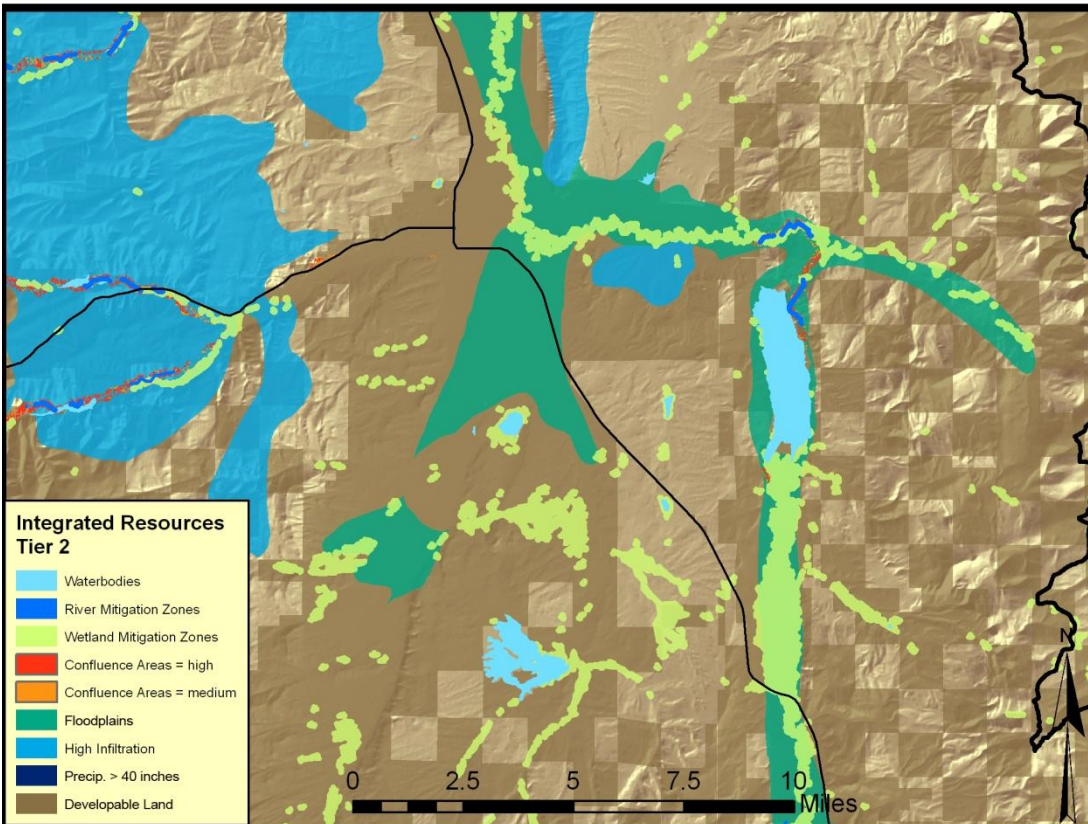 Integrated Resources
Tier 2
Waterbodies
River Mitigation Zones
Wetland Mitigation Zones
Confluence Areas = high
Confluence Areas = medium
Floodplains
High Infiltration
Precip. > 40 inches
Developable Land
0 2.5 5 7.5 10
Miles
N